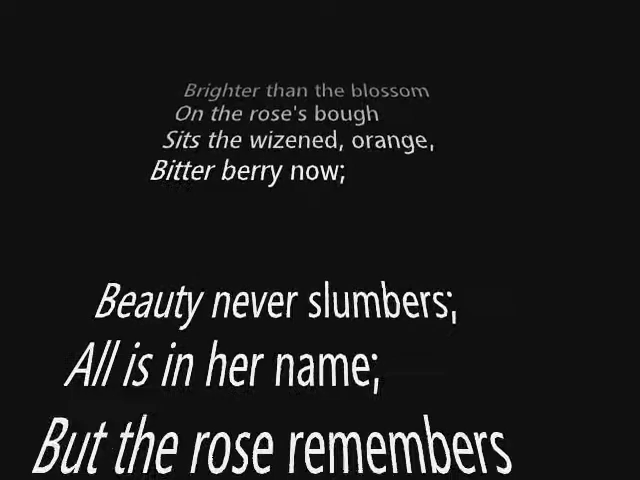 Brighter than the blossom
On the rose's bough
Sits the wizened, orange,
Bitter berry now;
Beauty never slumbers;
All is in her name;
But the rose remembers